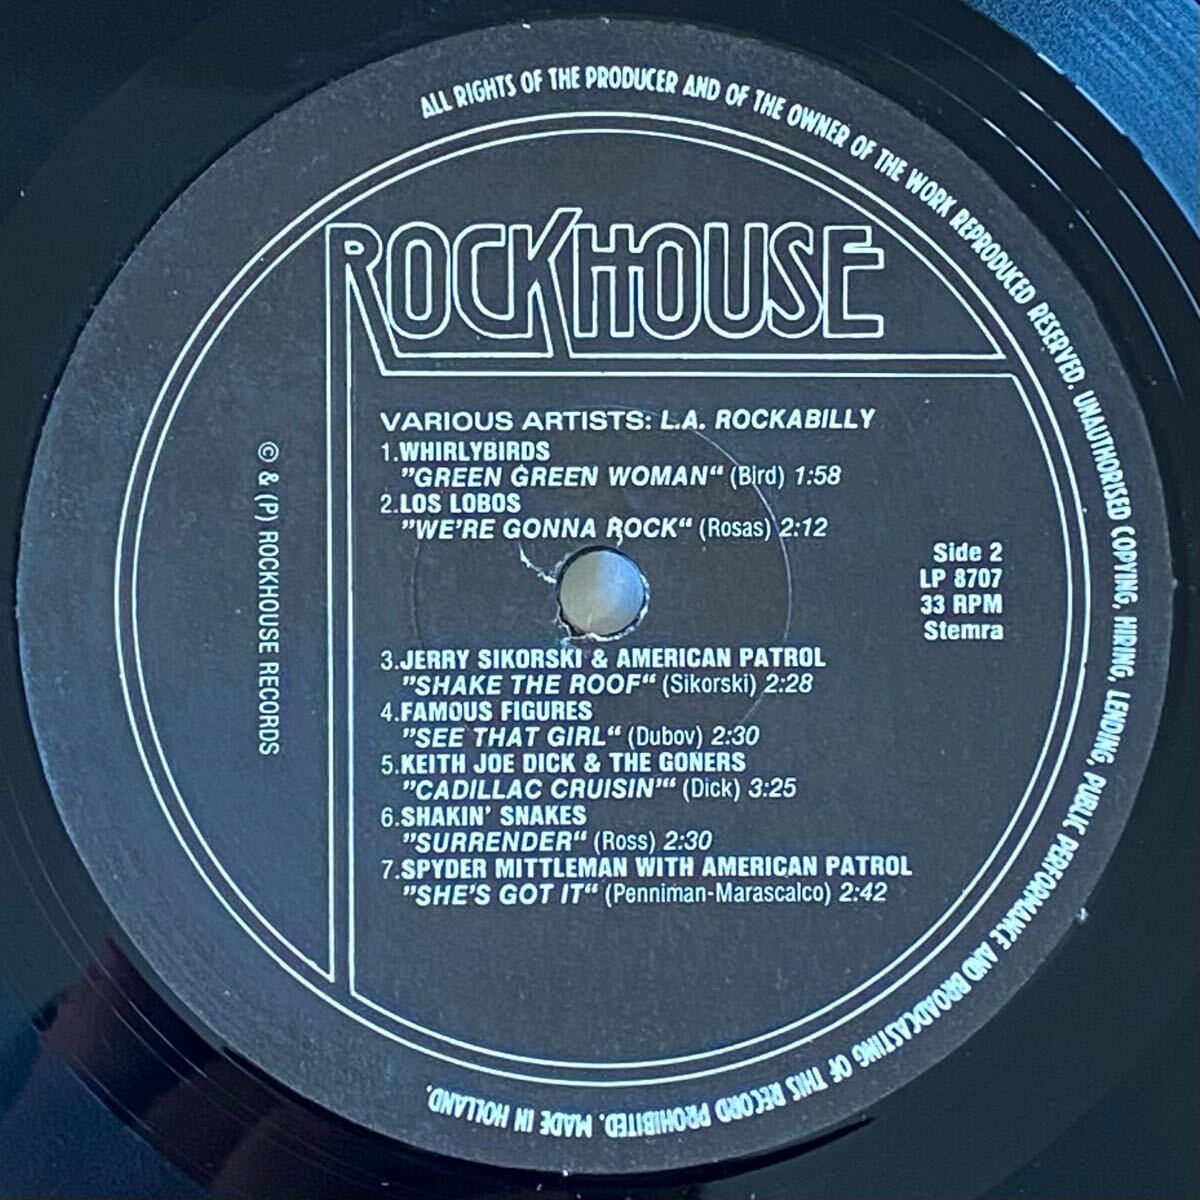 ALL RIGHTS OF THE PRODUCER AND OF THE OWNER OF THE WORK REPRODUCED RESERVED. UNAUTHORISED COPYING, HIRING, LENDING, PUBLIC PERFORMANCE AND BROADCASTING OF THIS RECORD PROHIBITED. MADE IN HOLLAND.
ROCKHOUSE
VARIOUS ARTISTS: L.A. ROCKABILLY
1.WHIRLYBIRDS
"GREEN GREEN WOMAN" (Bird) 1:58
2.LOS LOBOS
"WE'RE GONNA ROCK" (Rosas) 2:12
Side 2
LP 8707
33 RPM
Stemra
3.JERRY SIKORSKI & AMERICAN PATROL
"SHAKE THE ROOF" (Sikorski) 2:28
4.FAMOUS FIGURES
"SEE THAT GIRL" (Dubov) 2:30
5.KEITH JOE DICK & THE GONERS
"CADILLAC CRUISIN'" (Dick) 3:25
6.SHAKIN' SNAKES
"SURRENDER" (Ross) 2:30
7.SPYDER MITTLEMAN WITH AMERICAN PATROL
"SHE'S GOT IT" (Penniman-Marascalco) 2:42
© & (P) ROCKHOUSE RECORDS